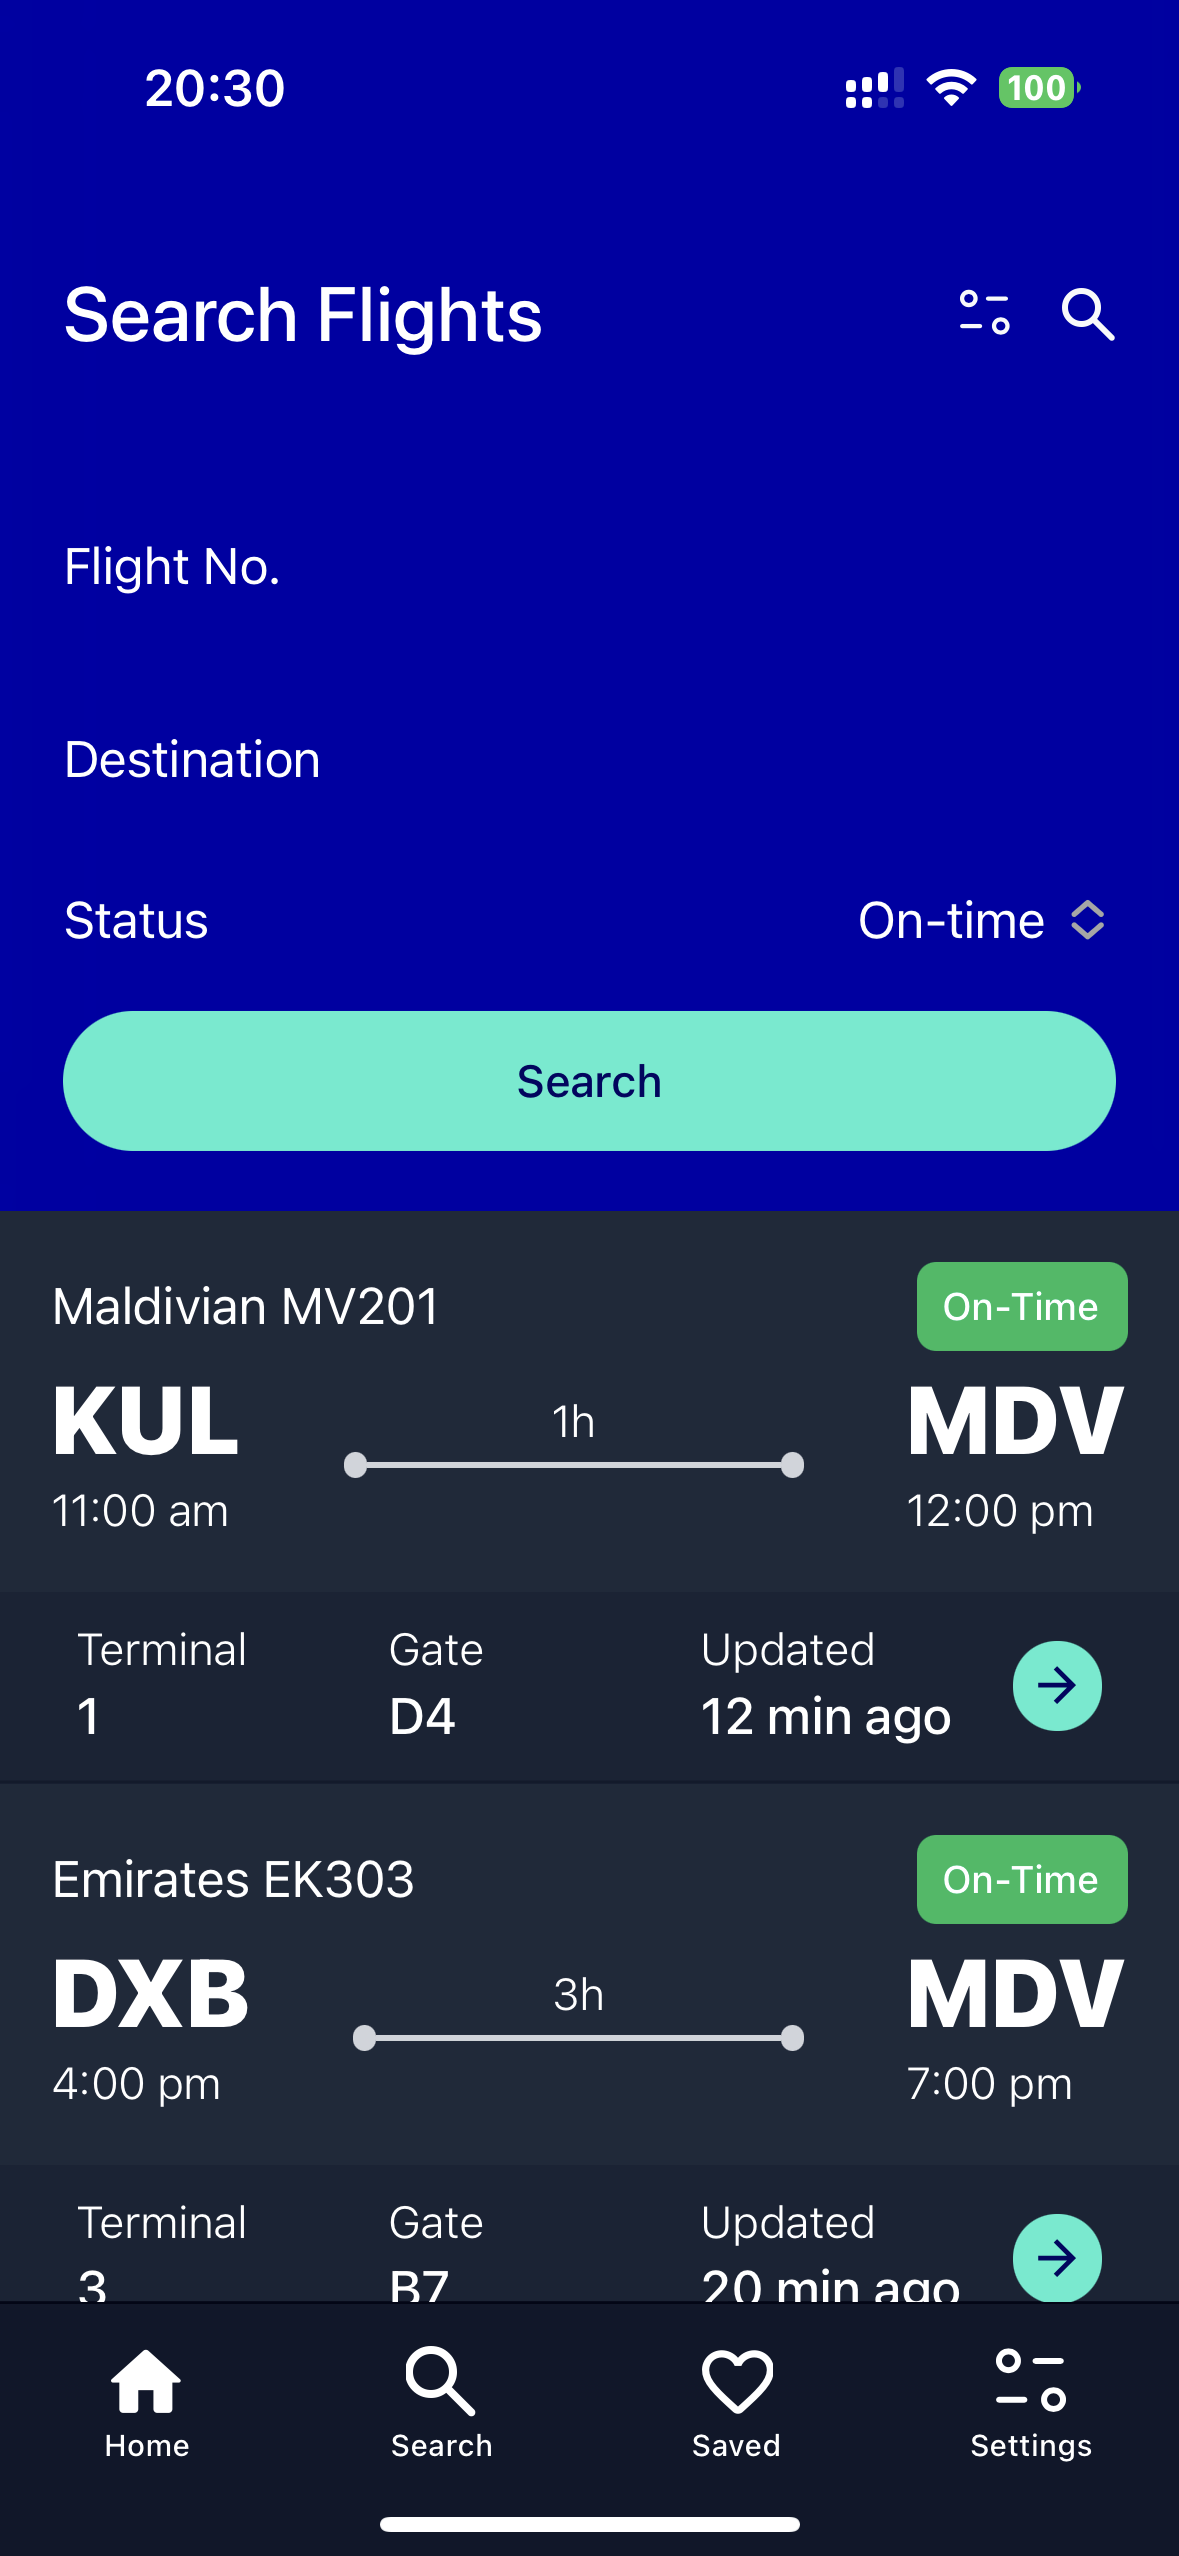 20:30
100
Search Flights
Flight No.
Destination
Status On-time
Search
Maldivian MV201 On-Time
KUL 1h MDV
11:00 am 12:00 pm
Terminal Gate Updated
1 D4 12 min ago
Emirates EK303 On-Time
DXB 3h MDV
4:00 pm 7:00 pm
Terminal Gate Updated
3 B7 20 min ago
Home Search Saved Settings